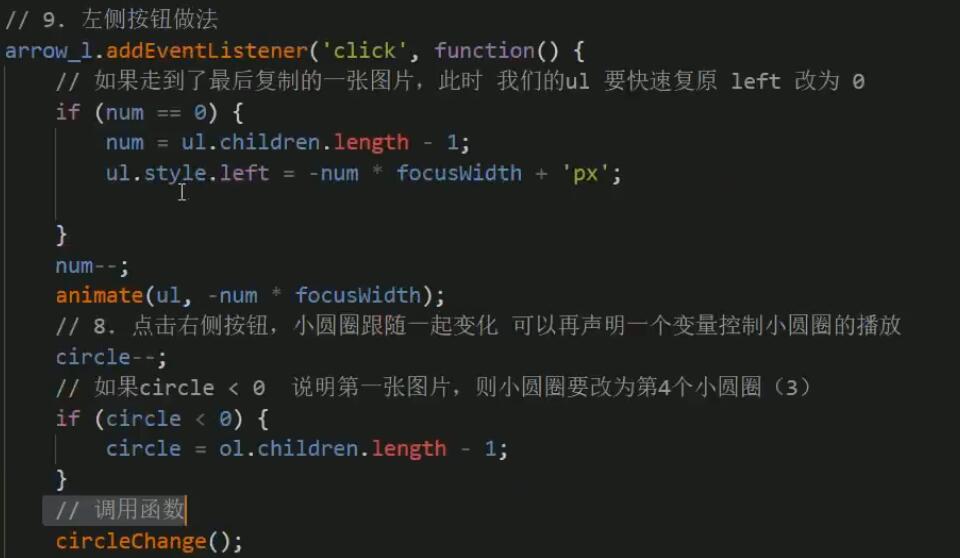 // 9. 左侧按钮做法
arrow_l.addEventListener('click', function() {
// 如果走到了最后复制的一张图片，此时 我们的ul 要快速复原 left 改为 0
if (num == 0) {
num = ul.children.length - 1;
ul.style.left = -num * focusWidth + 'px';
}
num--;
animate(ul, -num * focusWidth);
// 8. 点击右侧按钮，小圆圈跟随一起变化 可以再声明一个变量控制小圆圈的播放
circle--;
// 如果circle < 0  说明第一张图片，则小圆圈要改为第4个小圆圈（3）
if (circle < 0) {
circle = ol.children.length - 1;
}
// 调用函数
circleChange();